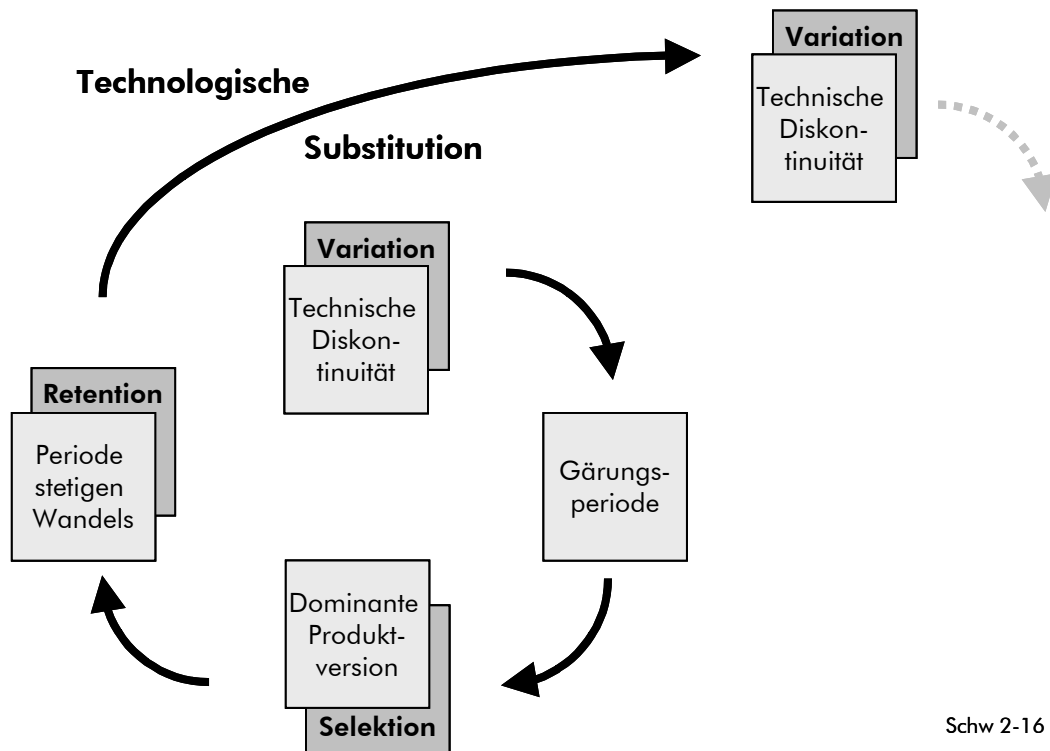 Technologische
Substitution
Variation
Technische
Diskon-
tinuität
Variation
Technische
Diskon-
tinuität
Retention
Periode
stetigen
Wandels
Gärungs-
periode
Dominante
Produkt-
version
Selektion
Schw 2-16